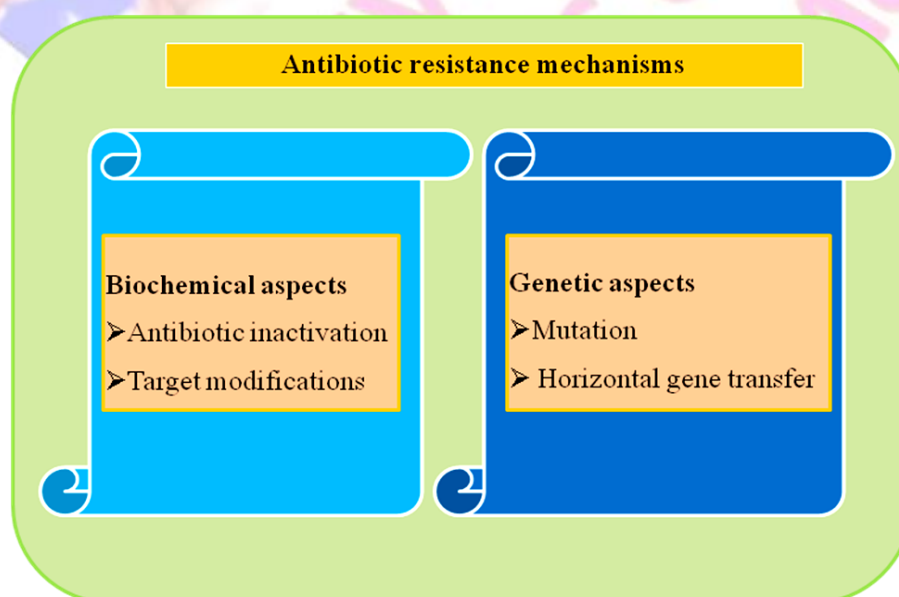 Antibiotic resistance mechanisms
Biochemical aspects
➢Antibiotic inactivation
➢Target modifications
Genetic aspects
➢Mutation
➢ Horizontal gene transfer